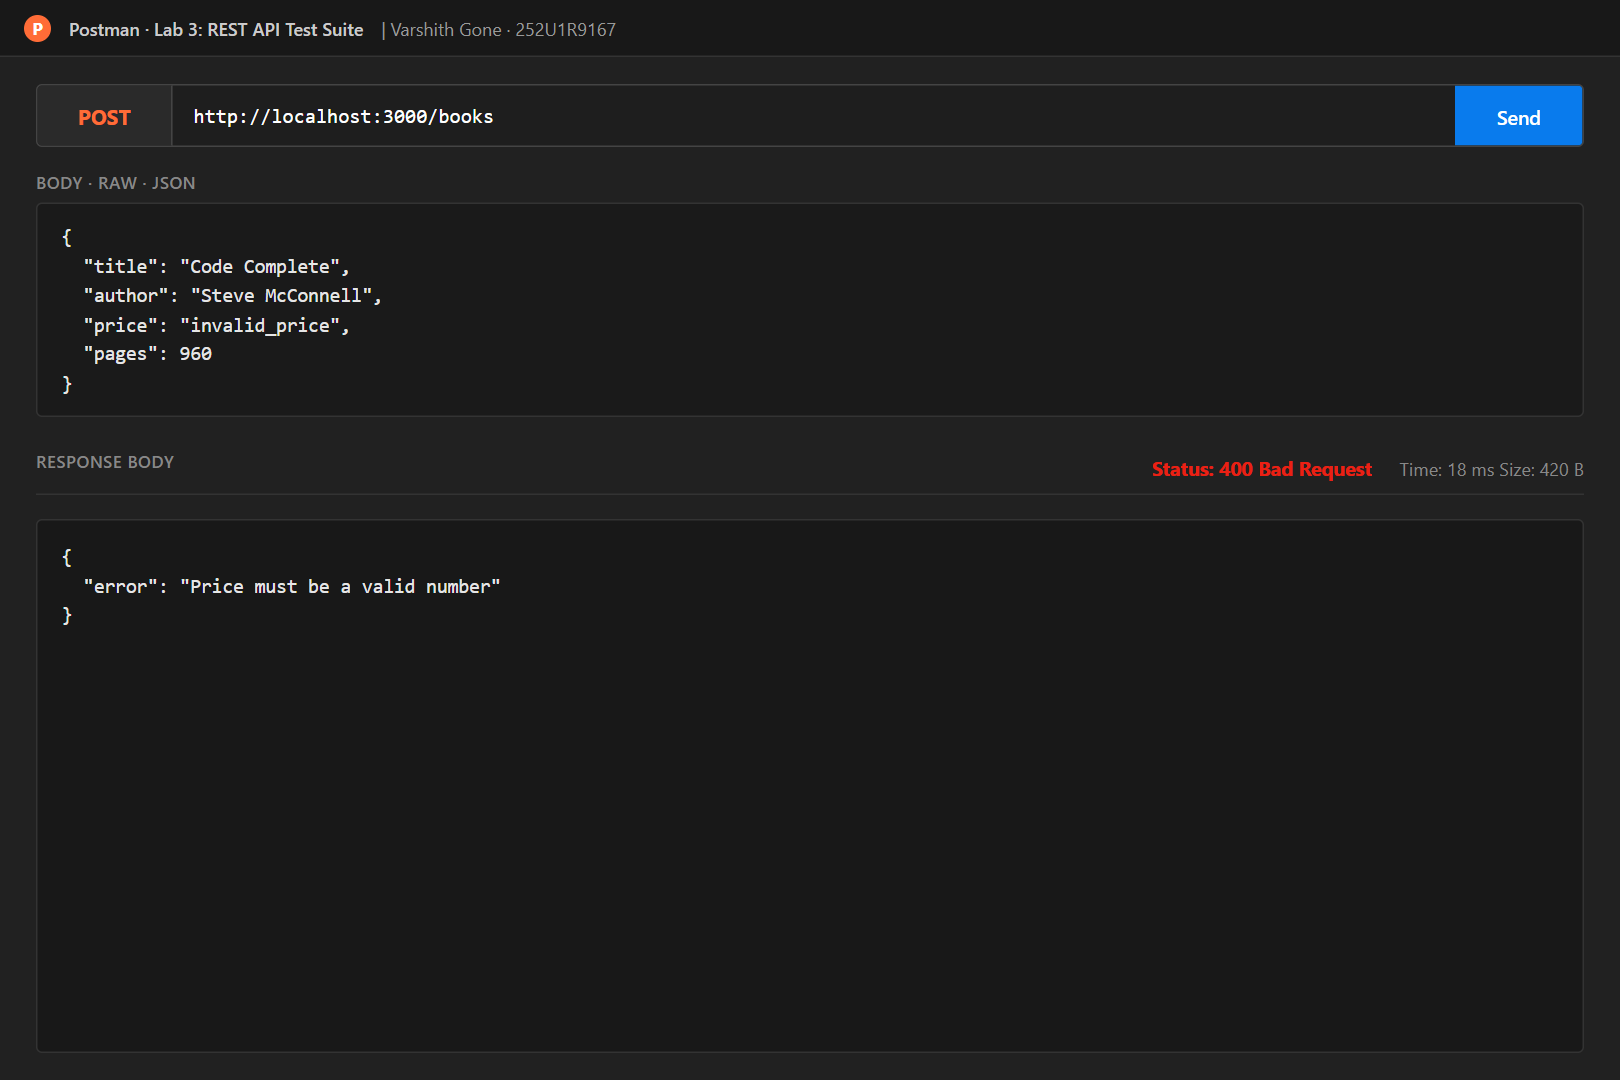 P Postman · Lab 3: REST API Test Suite | Varshith Gone · 252U1R9167
POST http://localhost:3000/books Send
BODY · RAW · JSON
{
  "title": "Code Complete",
  "author": "Steve McConnell",
  "price": "invalid_price",
  "pages": 960
}
RESPONSE BODY Status: 400 Bad Request Time: 18 ms Size: 420 B
{
  "error": "Price must be a valid number"
}